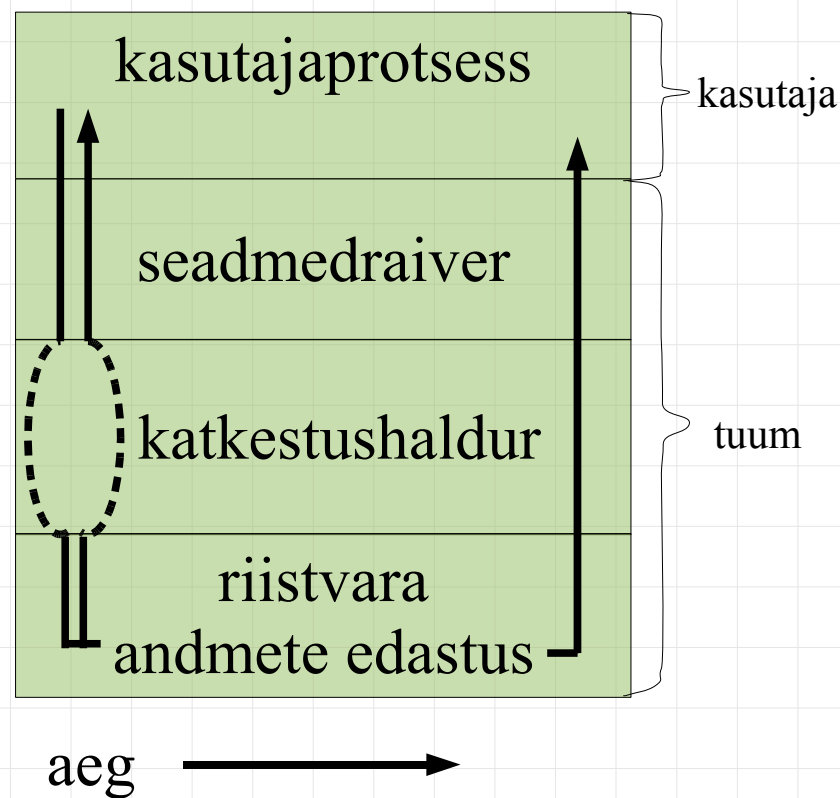 kasutajaprotsess
kasutaja
seadmedraiver
katkestushaldur
tuum
riistvara
andmete edastus
aeg